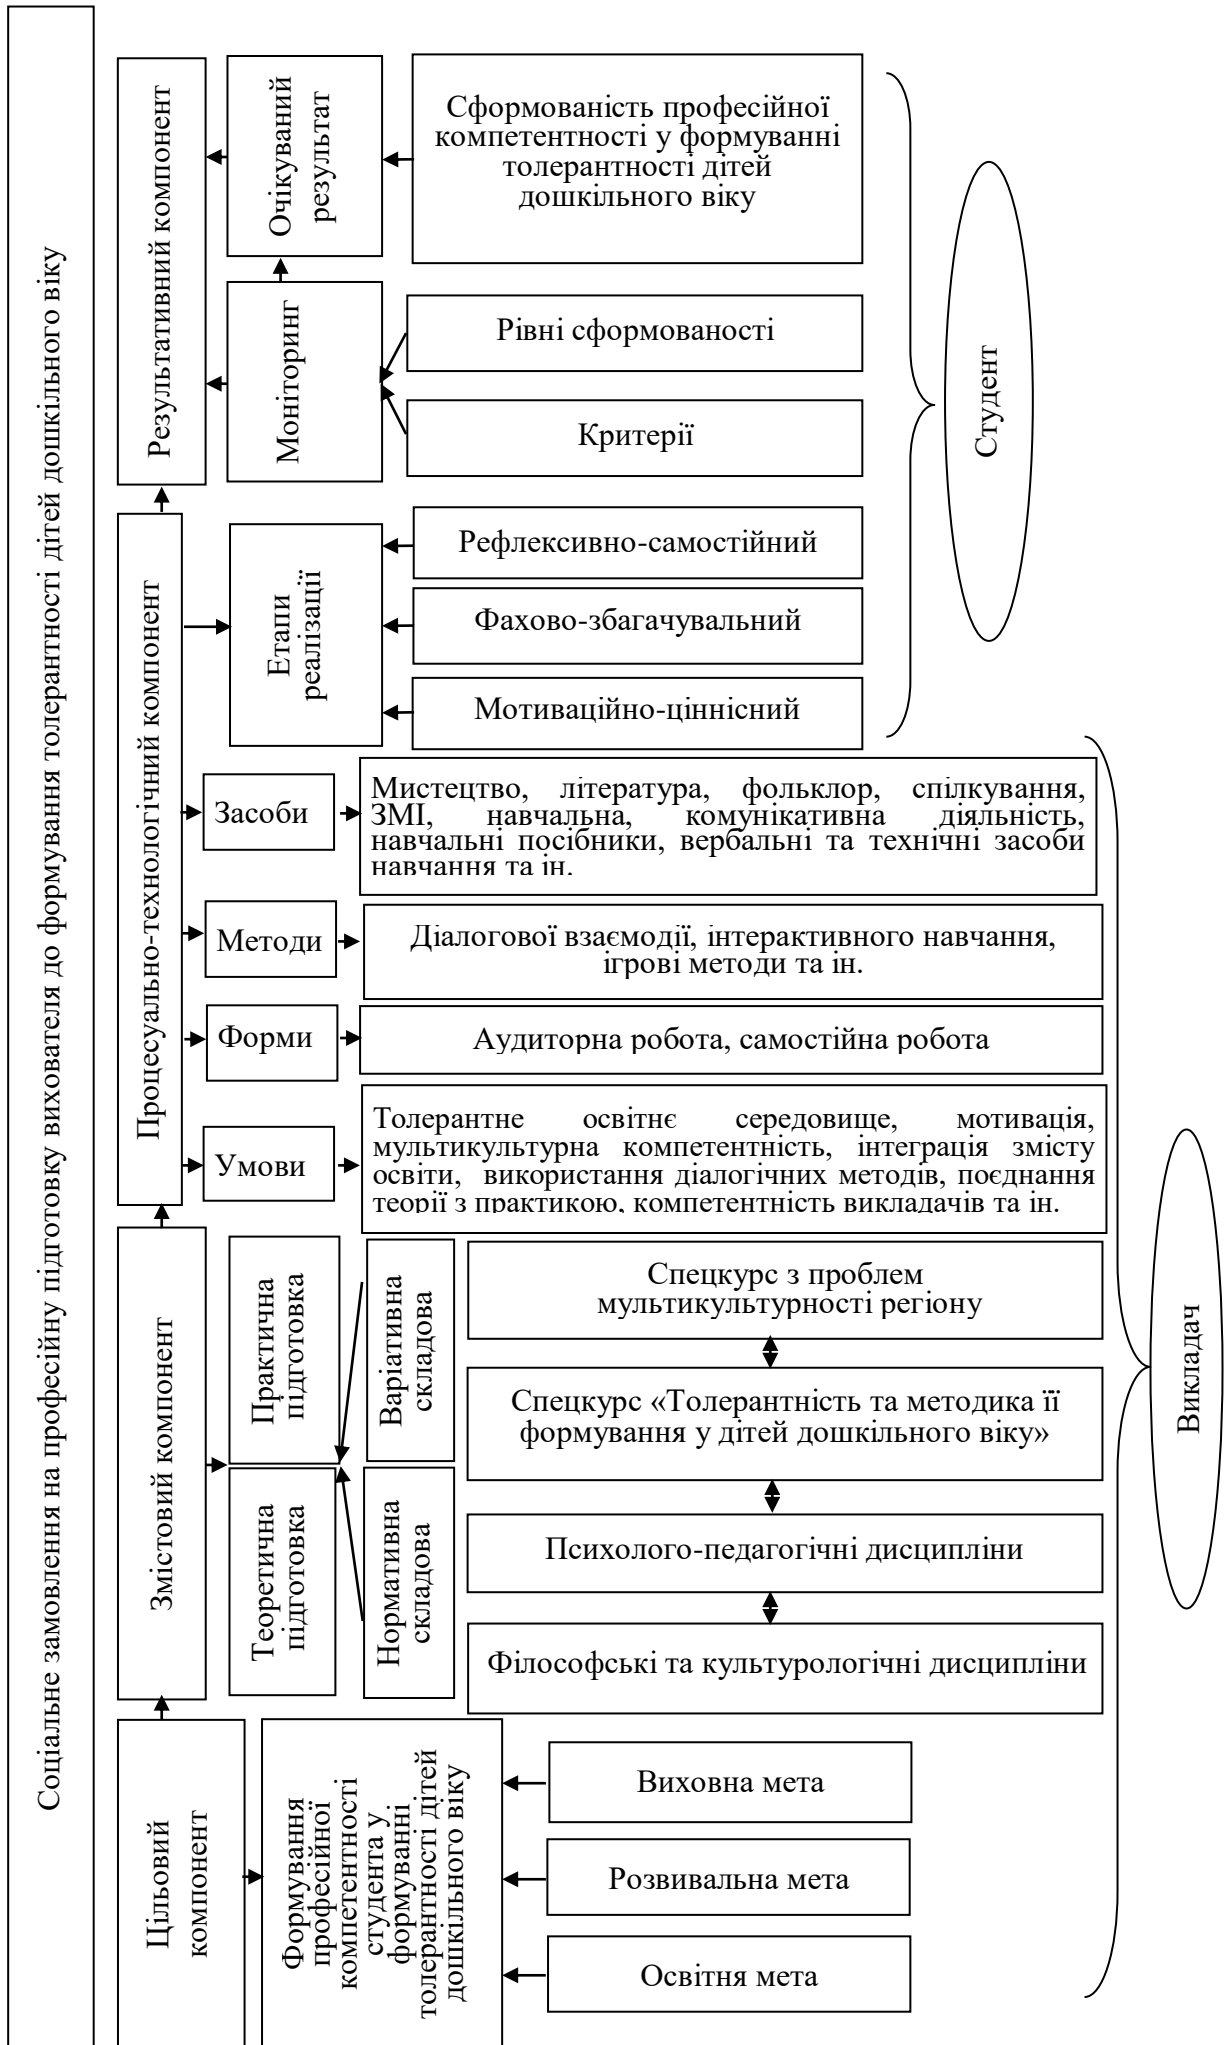 Соціальне замовлення на професійну підготовку вихователя до формування толерантності дітей дошкільного віку
Результативний компонент
Очікуваний
результат
Сформованість професійної
компетентності у формуванні
толерантності дітей
дошкільного віку
Моніторинг
Рівні сформованості
Критерії
Студент
Процесуально-технологічний компонент
Етапи
реалізації
Рефлексивно-самостійний
Фахово-збагачувальний
Мотиваційно-ціннісний
Засоби
Мистецтво, література, фольклор, спілкування,
ЗМІ, навчальна, комунікативна діяльність,
навчальні посібники, вербальні та технічні засоби
навчання та ін.
Методи
Діалогової взаємодії, інтерактивного навчання,
ігрові методи та ін.
Форми
Аудиторна робота, самостійна робота
Умови
Толерантне освітнє середовище, мотивація,
мультикультурна компетентність, інтеграція змісту
освіти, використання діалогічних методів, поєднання
теорії з практикою, компетентність викладачів та ін.
Змістовий компонент
Практична
підготовка
Варіативна
складова
Спецкурс з проблем
мультикультурності регіону
Спецкурс «Толерантність та методика її
формування у дітей дошкільного віку»
Теоретична
підготовка
Нормативна
складова
Психолого-педагогічні дисципліни
Філософські та культурологічні дисципліни
Викладач
Цільовий
компонент
Формування
професійної
компетентності
студента у
формуванні
толерантності дітей
дошкільного віку
Виховна мета
Розвивальна мета
Освітня мета